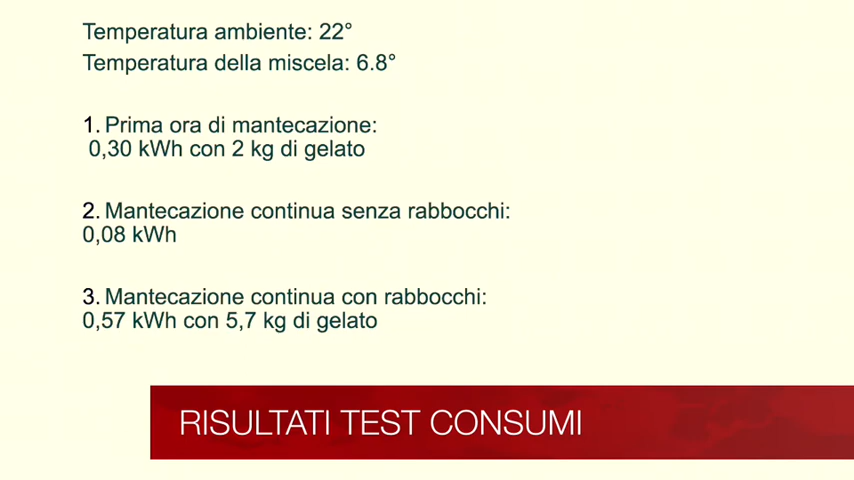 Temperatura ambiente: 22°
Temperatura della miscela: 6.8°
1. Prima ora di mantecazione:
0,30 kWh con 2 kg di gelato
2. Mantecazione continua senza rabbocchi:
0,08 kWh
3. Mantecazione continua con rabbocchi:
0,57 kWh con 5,7 kg di gelato
RISULTATI TEST CONSUMI